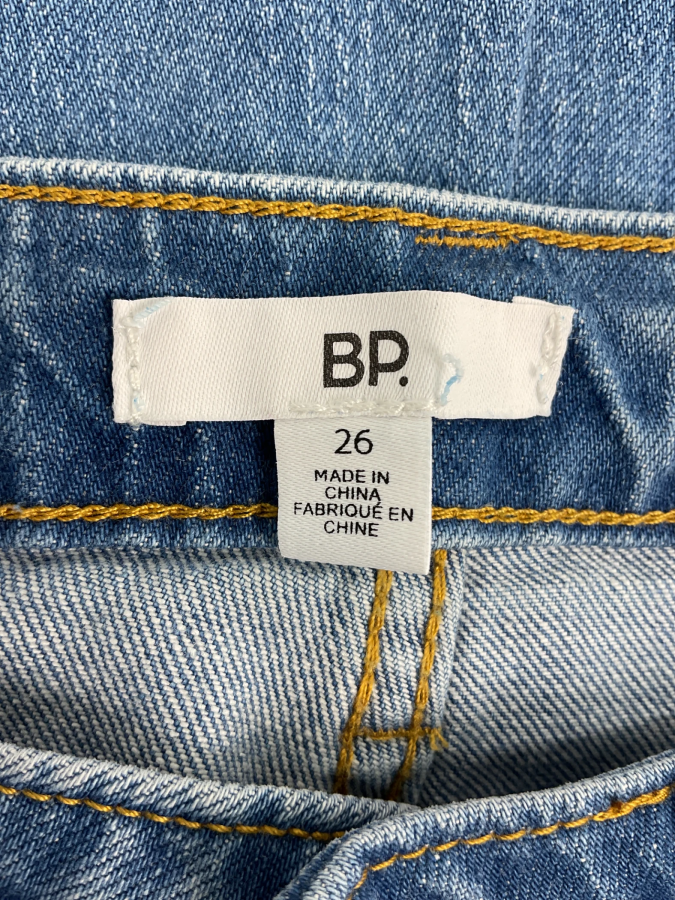 BP.
26
MADE IN
CHINA
FABRIQUÉ EN
CHINE